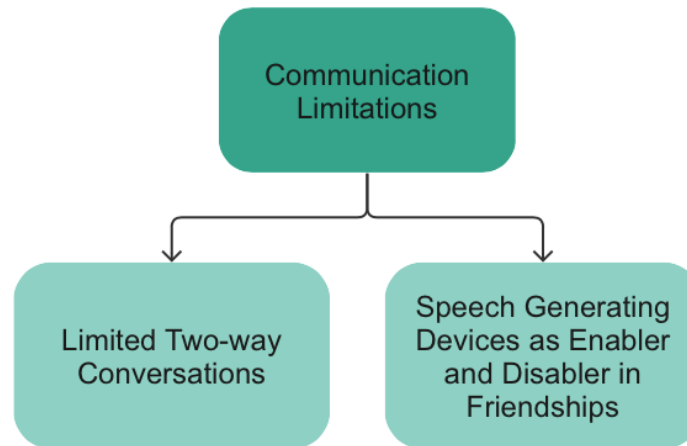 Communication
Limitations
Limited Two-way
Conversations
Speech Generating
Devices as Enabler
and Disabler in
Friendships